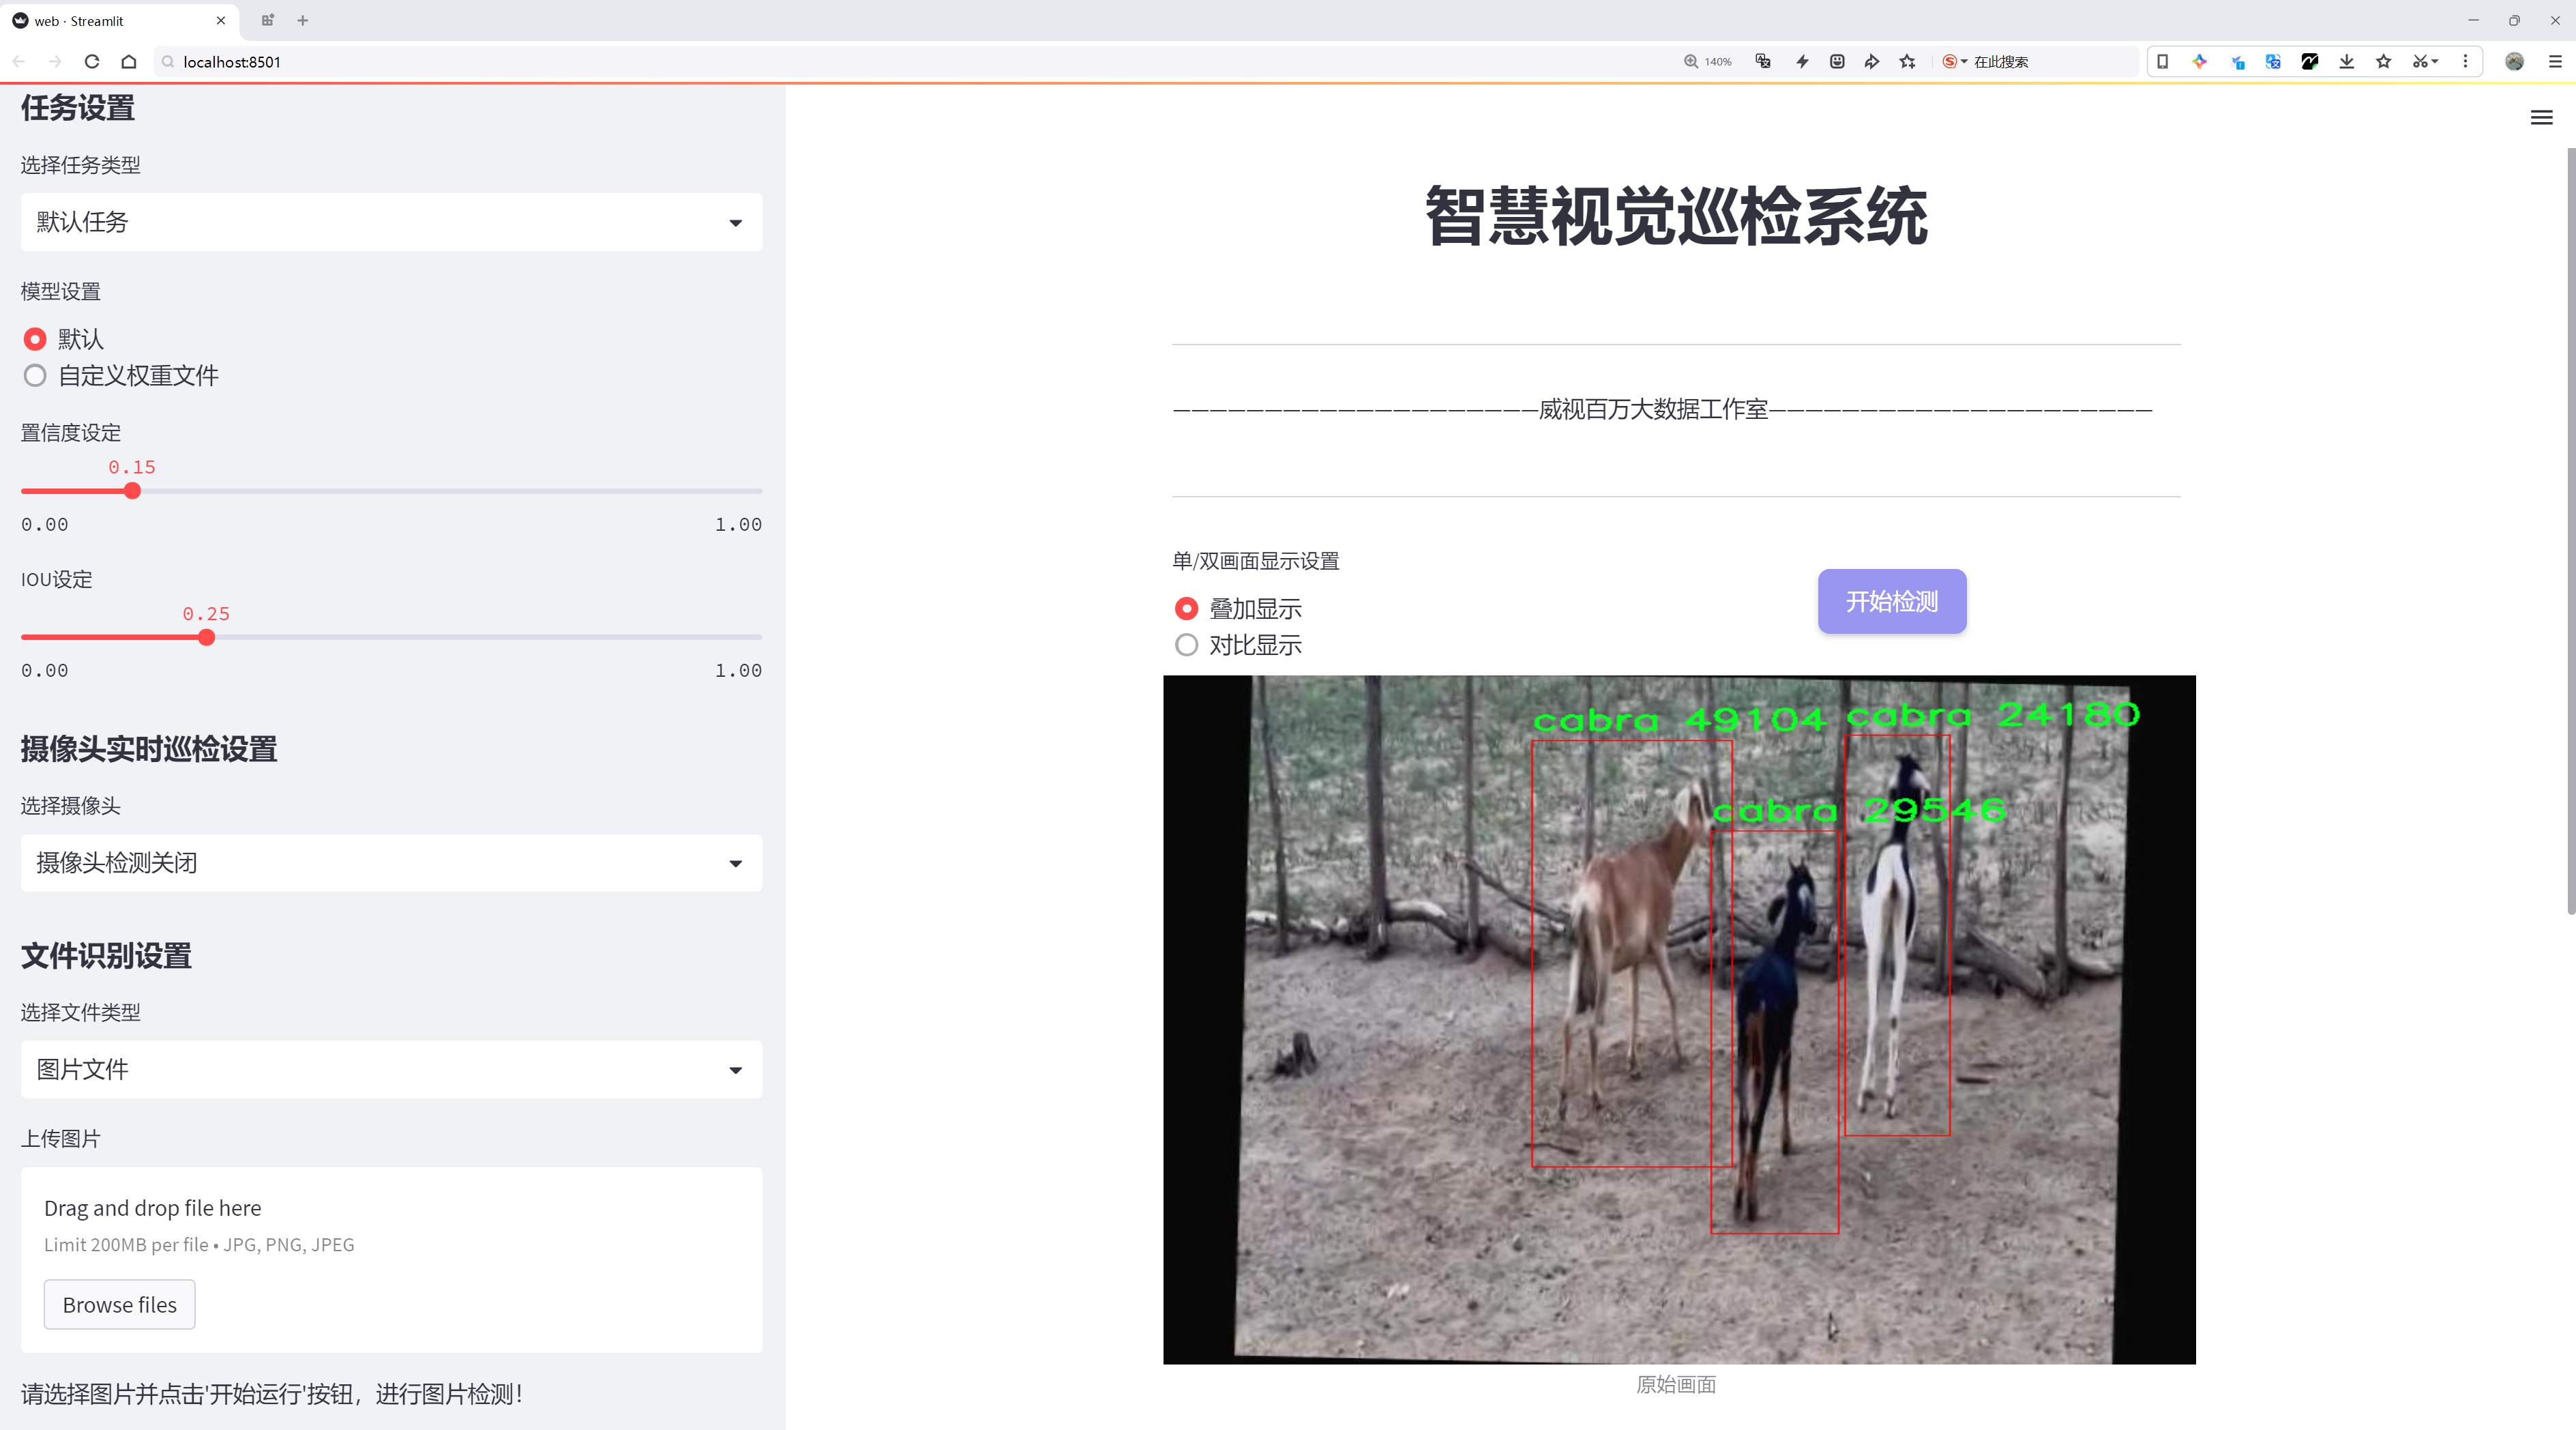 web · Streamlit
localhost:8501
140%
在此搜索
任务设置
选择任务类型
默认任务
模型设置
默认
自定义权重文件
置信度设定
0.15
0.00
1.00
IOU设定
0.25
0.00
1.00
摄像头实时巡检设置
选择摄像头
摄像头检测关闭
文件识别设置
选择文件类型
图片文件
上传图片
Drag and drop file here
Limit 200MB per file • JPG, PNG, JPEG
Browse files
请选择图片并点击'开始运行'按钮，进行图片检测！
智慧视觉巡检系统
————————————————————威视百万大数据工作室—————————————————————
单/双画面显示设置
叠加显示
对比显示
开始检测
cabra 49104
cabra 24180
cabra 29546
原始画面